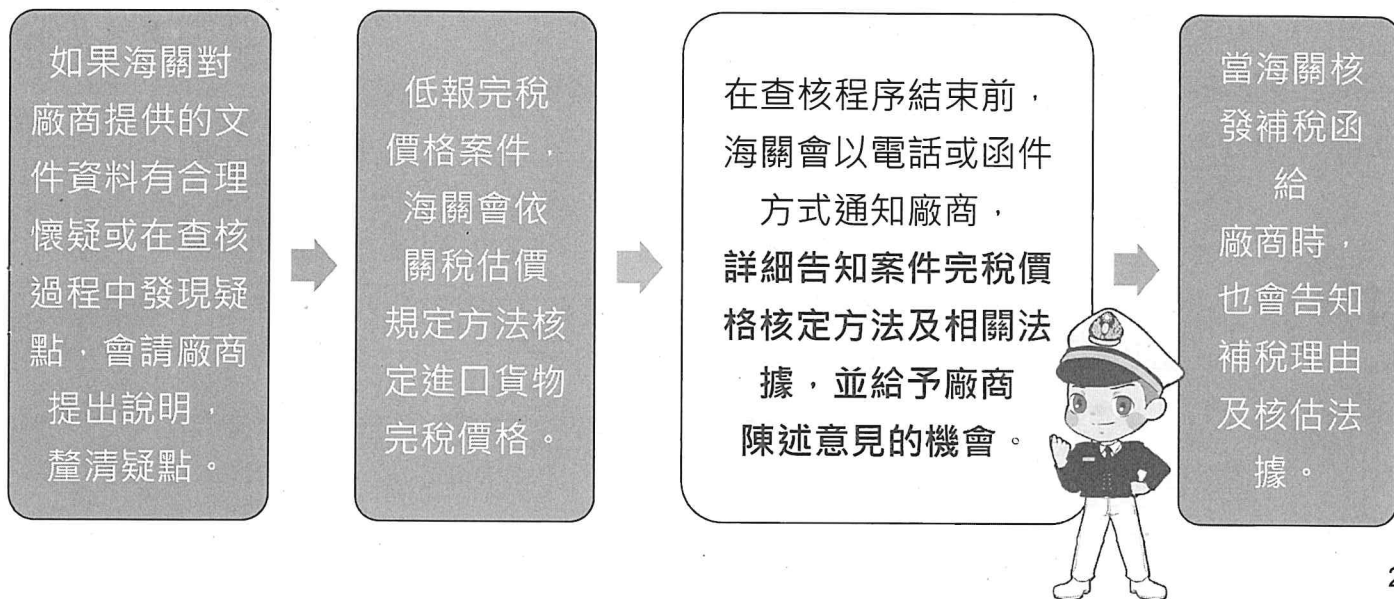 如果海關對
廠商提供的文
件資料有合理
懷疑或在查核
過程中發現疑
點，會請廠商
提出說明，
釐清疑點。
低報完稅
價格案件，
海關會依
關稅估價
規定方法核
定進口貨物
完稅價格。
在查核程序結束前，
海關會以電話或函件
方式通知廠商，
詳細告知案件完稅價
格核定方法及相關法
據，並給予廠商
陳述意見的機會。
當海關核
發補稅函
給
廠商時，
也會告知
補稅理由
及核估法
據。
2